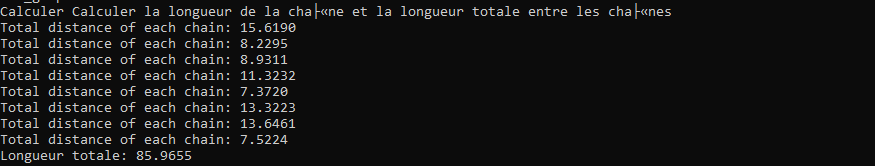 Calculer Calculer la longueur de la cha├«ne et la longueur totale entre les cha├«nes
Total distance of each chain: 15.6190
Total distance of each chain: 8.2295
Total distance of each chain: 8.9311
Total distance of each chain: 11.3232
Total distance of each chain: 7.3720
Total distance of each chain: 13.3223
Total distance of each chain: 13.6461
Total distance of each chain: 7.5224
Longueur totale: 85.9655